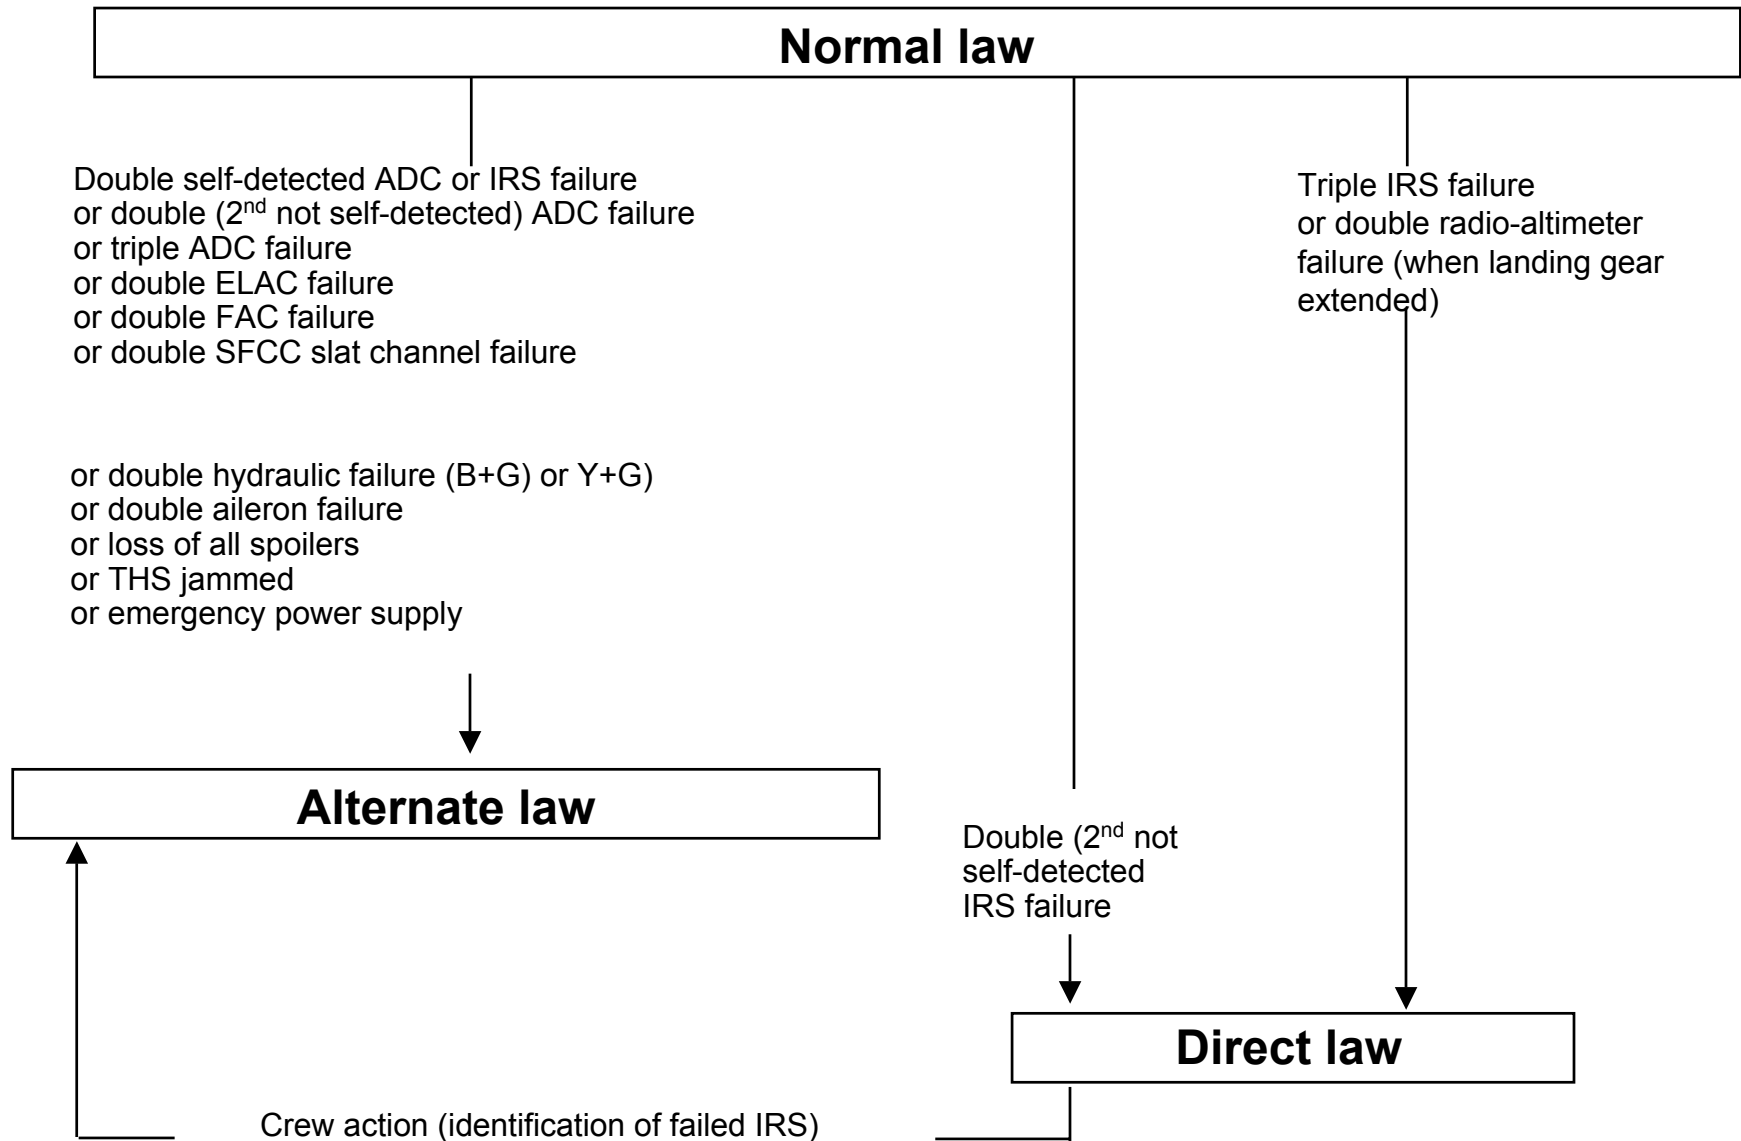 Normal law
Double self-detected ADC or IRS failure
or double (2nd not self-detected) ADC failure
or triple ADC failure
or double ELAC failure
or double FAC failure
or double SFCC slat channel failure
or double hydraulic failure (B+G) or Y+G)
or double aileron failure
or loss of all spoilers
or THS jammed
or emergency power supply
Triple IRS failure
or double radio-altimeter
failure (when landing gear
extended)
Alternate law
Double (2nd not
self-detected
IRS failure
Direct law
Crew action (identification of failed IRS)